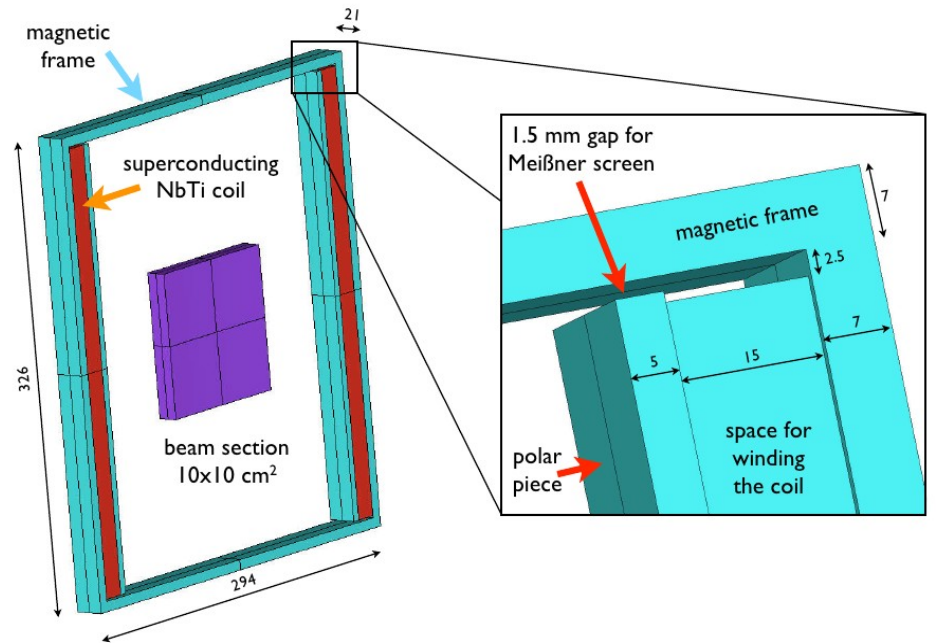 21
magnetic
frame
superconducting
NbTi coil
326
beam section
10x10 cm²
294
1.5 mm gap for
Meißner screen
magnetic frame
7
2.5
7
5
15
polar
piece
space for
winding
the coil